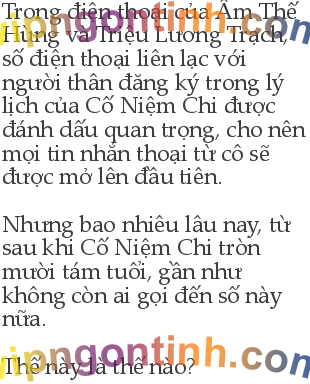 Trong điện thoại của Âm Thế
Hùng và Triệu Lương Trạch,
số điện thoại liên lạc với
người thân đăng ký trong lý
lịch của Cố Niệm Chi được
đánh dấu quan trọng, cho nên
mọi tin nhắn thoại từ cô sẽ
được mở lên đầu tiên.

Nhưng bao nhiêu lâu nay, từ
sau khi Cố Niệm Chi tròn
mười tám tuổi, gần như
không còn ai gọi đến số này
nữa.

Thế này là thế nào?
vipngontinh.com
vipngontinh.com